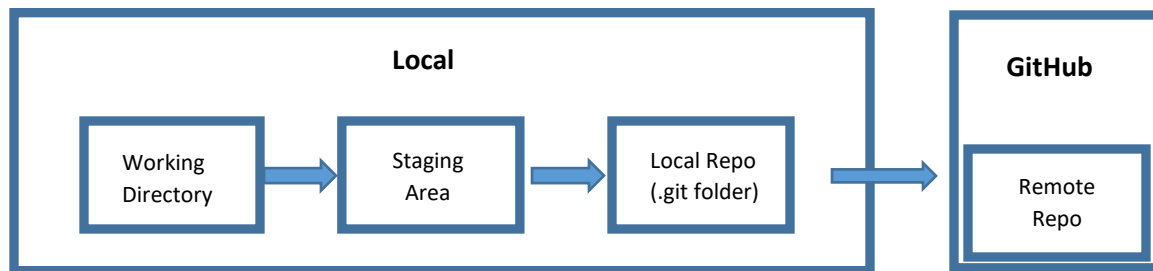 Local
GitHub
Working
Directory
Staging
Area
Local Repo
(.git folder)
Remote
Repo